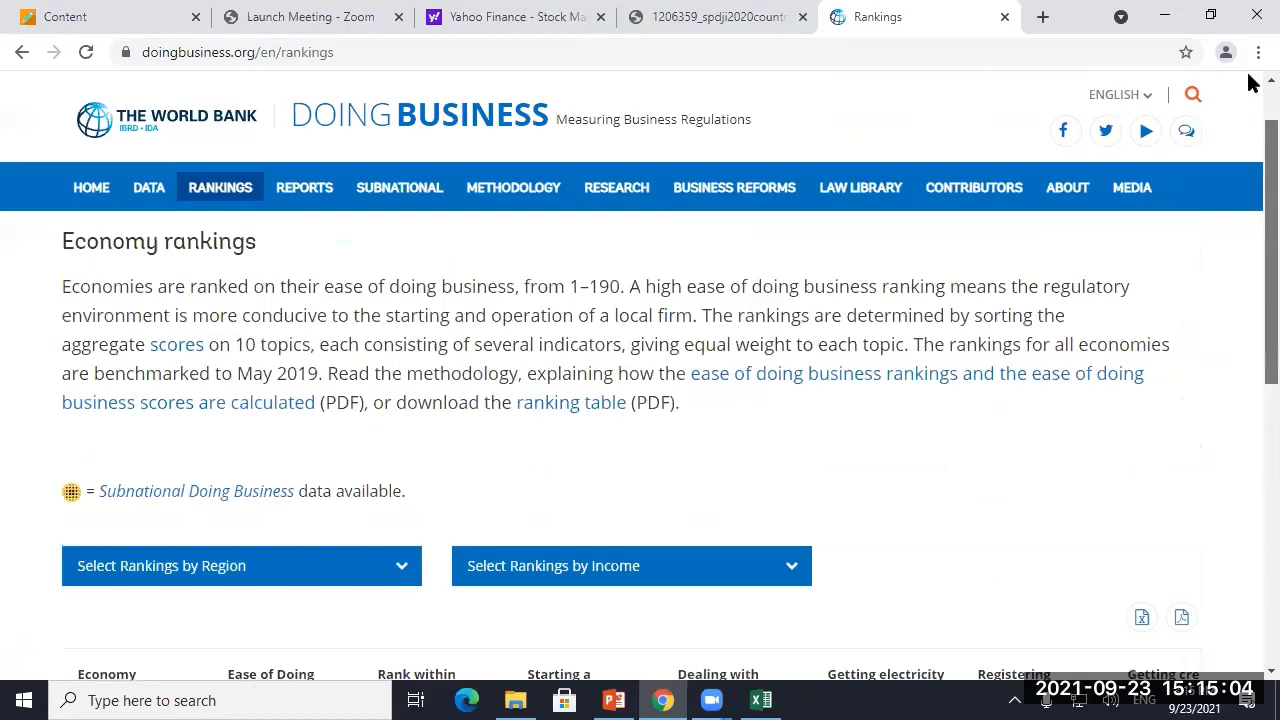 Content
Launch Meeting - Zoom
Yahoo Finance - Stock Ma
1206359_spdji2020count
Rankings
doingbusiness.org/en/rankings
THE WORLD BANK
IBRD • IDA
DOING BUSINESS Measuring Business Regulations
ENGLISH
HOME DATA RANKINGS REPORTS SUBNATIONAL METHODOLOGY RESEARCH BUSINESS REFORMS LAW LIBRARY CONTRIBUTORS ABOUT MEDIA
Economy rankings
Economies are ranked on their ease of doing business, from 1–190. A high ease of doing business ranking means the regulatory
environment is more conducive to the starting and operation of a local firm. The rankings are determined by sorting the
aggregate scores on 10 topics, each consisting of several indicators, giving equal weight to each topic. The rankings for all economies
are benchmarked to May 2019. Read the methodology, explaining how the ease of doing business rankings and the ease of doing
business scores are calculated (PDF), or download the ranking table (PDF).
= Subnational Doing Business data available.
Select Rankings by Region
Select Rankings by Income
Economy Ease of Doing Rank within Starting a Dealing with Getting electricity Registering Getting cre
Type here to search
2021-09-23 15:15:04
ENG
9/23/2021